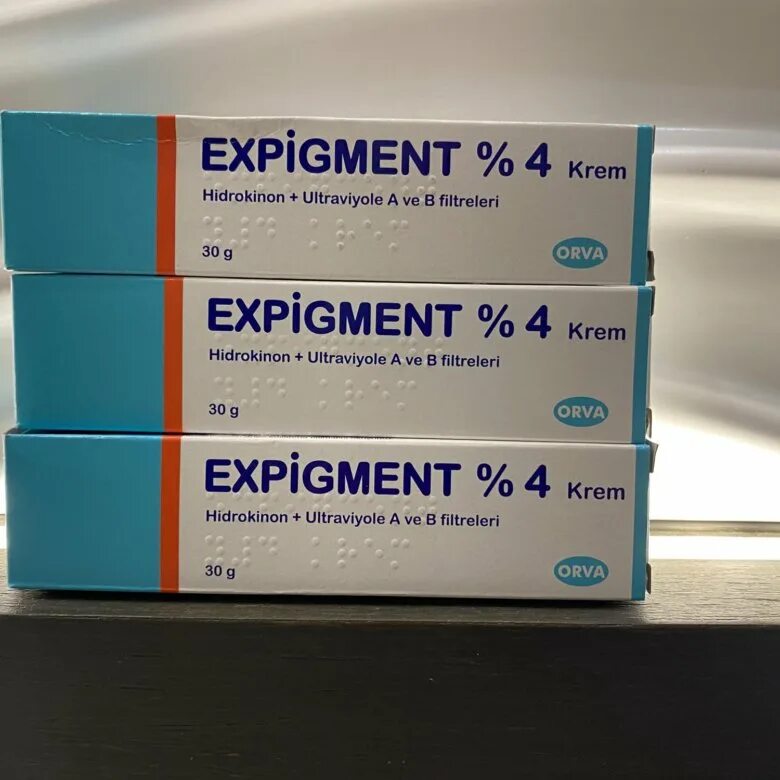 EXPİGMENT % 4 Krem
Hidrokinon + Ultraviyole A ve B filtreleri
30 g
ORVA
EXPİGMENT % 4 Krem
Hidrokinon + Ultraviyole A ve B filtreleri
30 g
ORVA
EXPİGMENT % 4 Krem
Hidrokinon + Ultraviyole A ve B filtreleri
30 g
ORVA